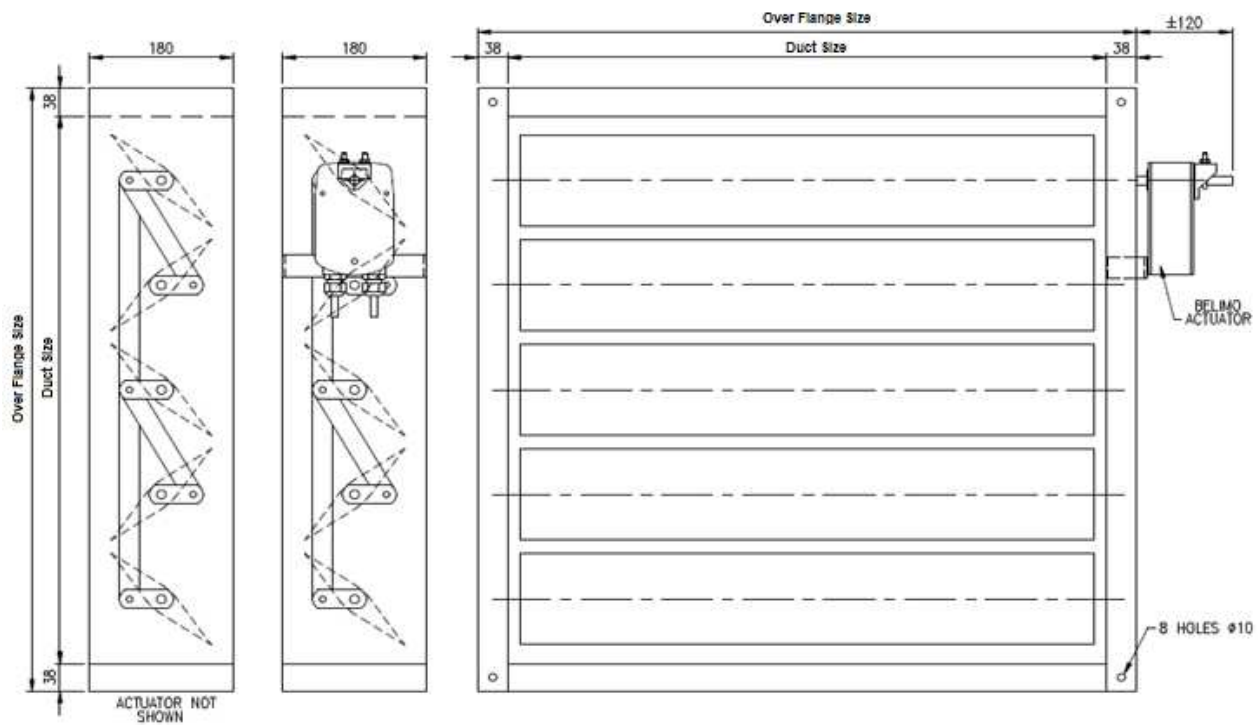 Over Flange Size
±120
180
180
38
Duct Size
38
38
Over Flange Size
Duct Size
BELIMO
ACTUATOR
8 HOLES ø10
38
ACTUATOR NOT
SHOWN